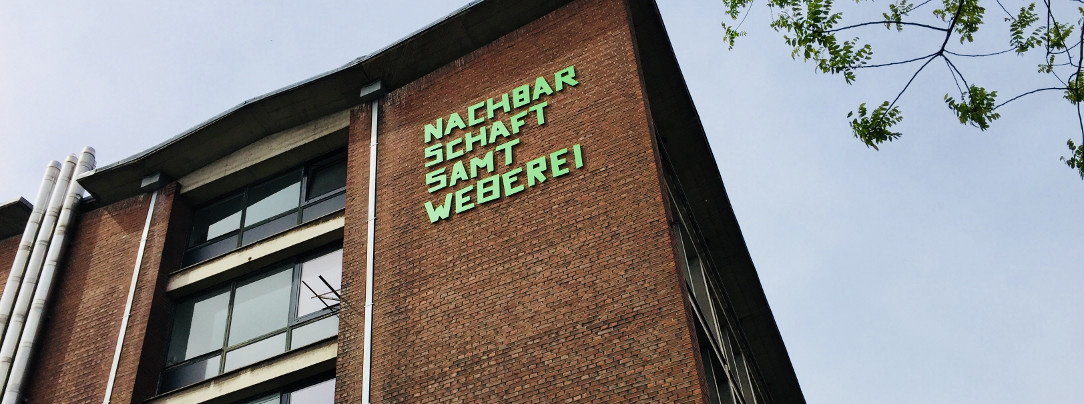 NACHBAR
SCHAFT
SAMT
WEBEREI